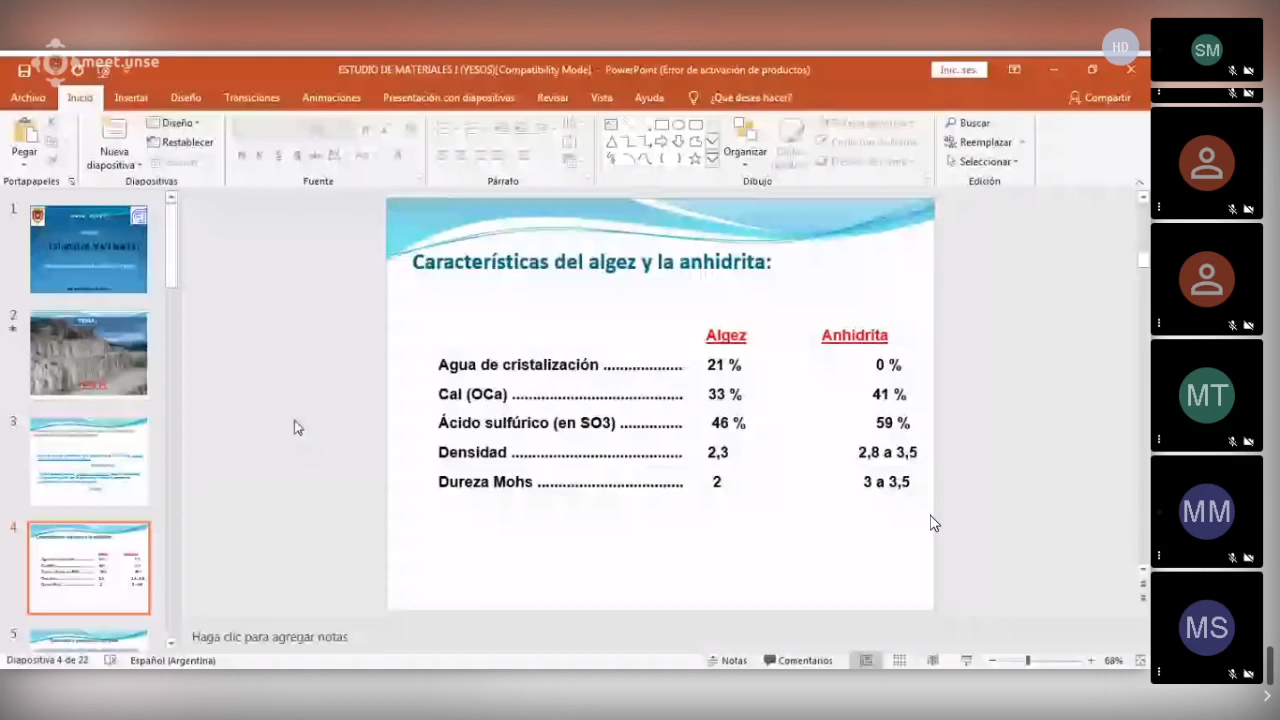 meet.unse
ESTUDIO DE MATERIALES I (YESOS)[Compatibility Mode] - PowerPoint (Error de activación de productos)
Inic. ses.
HD
SM
Archivo Inicio Insertar Diseño Transiciones Animaciones Presentación con diapositivas Revisar Vista Ayuda ¿Qué desea hacer? Compartir
Pegar
Nueva diapositiva
Diseño
Restablecer
Organizar
Buscar
Reemplazar
Seleccionar
Portapapeles Diapositivas Fuente Párrafo Dibujo Edición
1
2
3
4
5
Características del algez y la anhidrita:
Algez Anhidrita
Agua de cristalización ................... 21 % 0 %
Cal (OCa) ......................................... 33 % 41 %
Ácido sulfúrico (en SO3) ............... 46 % 59 %
Densidad ......................................... 2,3 2,8 a 3,5
Dureza Mohs ................................... 2 3 a 3,5
MT
MM
MS
Haga clic para agregar notas
Diapositiva 4 de 22 Español (Argentina) Notas Comentarios 68%